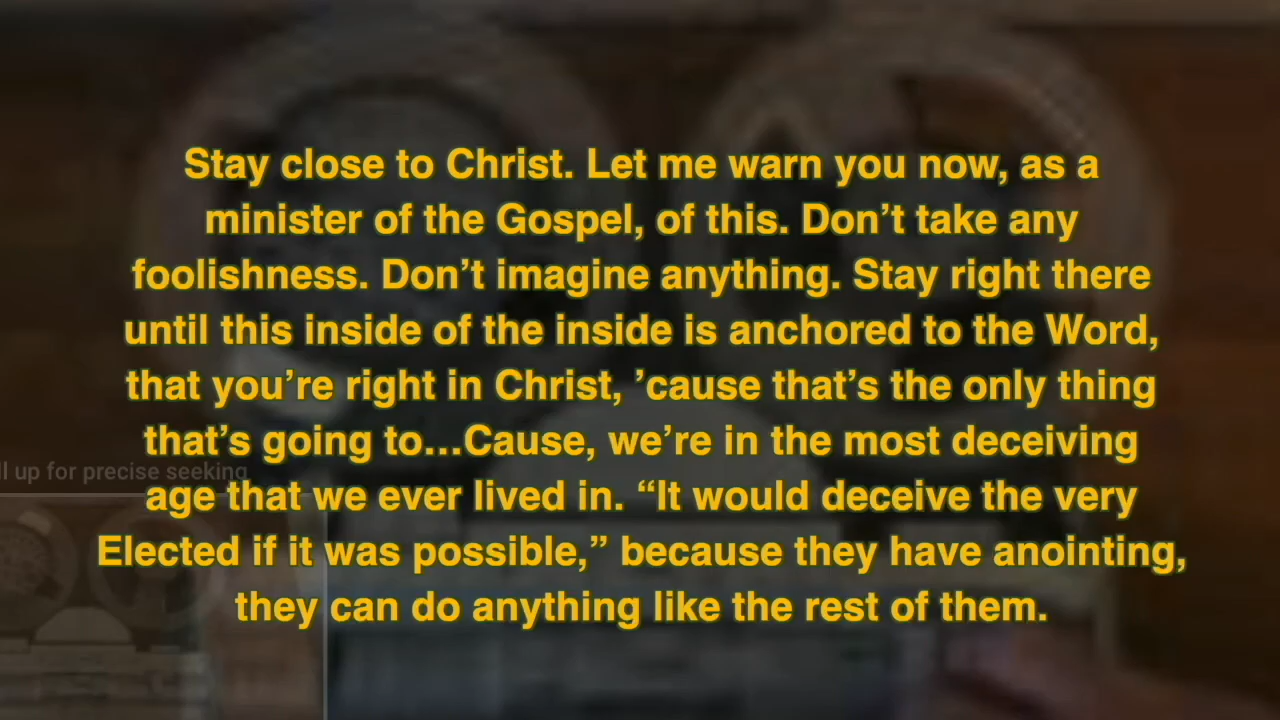 Stay close to Christ. Let me warn you now, as a
minister of the Gospel, of this. Don’t take any
foolishness. Don’t imagine anything. Stay right there
until this inside of the inside is anchored to the Word,
that you’re right in Christ, ’cause that’s the only thing
that’s going to...Cause, we’re in the most deceiving
ll up for precise seeking
age that we ever lived in. “It would deceive the very
Elected if it was possible,” because they have anointing,
they can do anything like the rest of them.